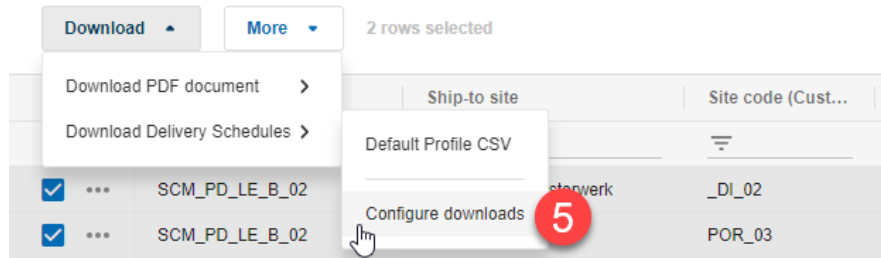 Download More 2 rows selected
Download PDF document
Ship-to site Site code (Cust...
Download Delivery Schedules
Default Profile CSV
SCM_PD_LE_B_02 sterwerk _DI_02
Configure downloads 5
SCM_PD_LE_B_02 POR_03